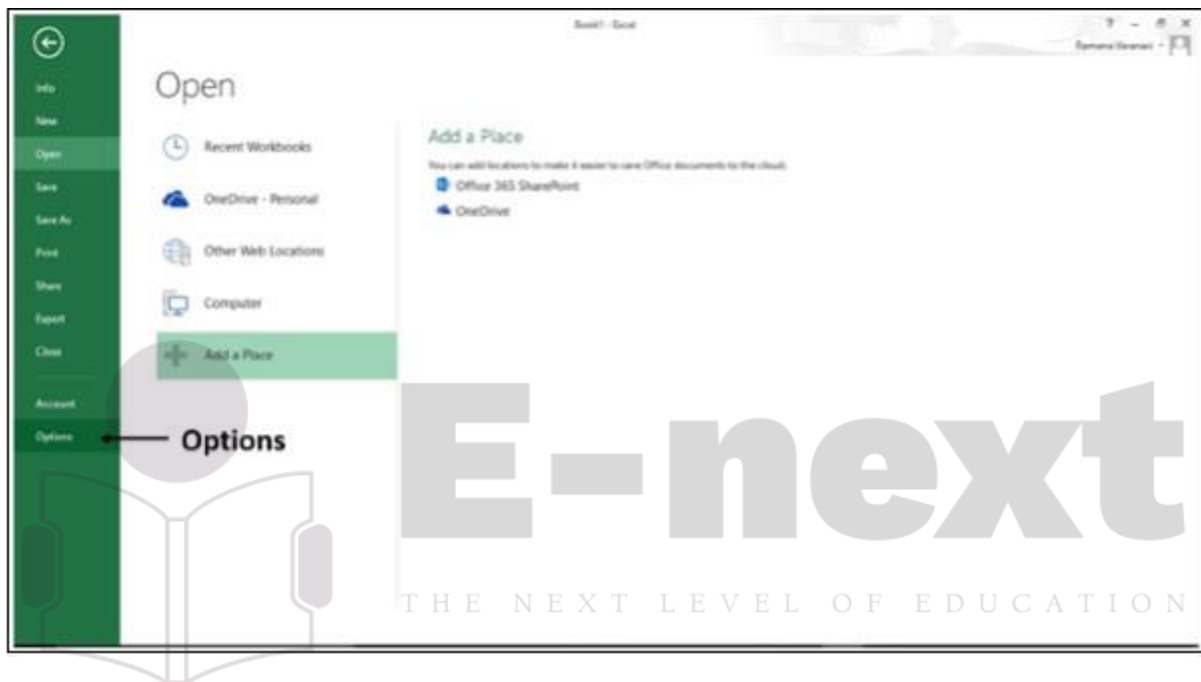 Book1 - Excel
Ramana Varanasi
Info
New
Open
Save
Save As
Print
Share
Export
Close
Account
Options
Open
Recent Workbooks
OneDrive - Personal
Other Web Locations
Computer
Add a Place
Add a Place
You can add locations to make it easier to save Office documents to the cloud.
Office 365 SharePoint
OneDrive
Options
E-next
THE NEXT LEVEL OF EDUCATION